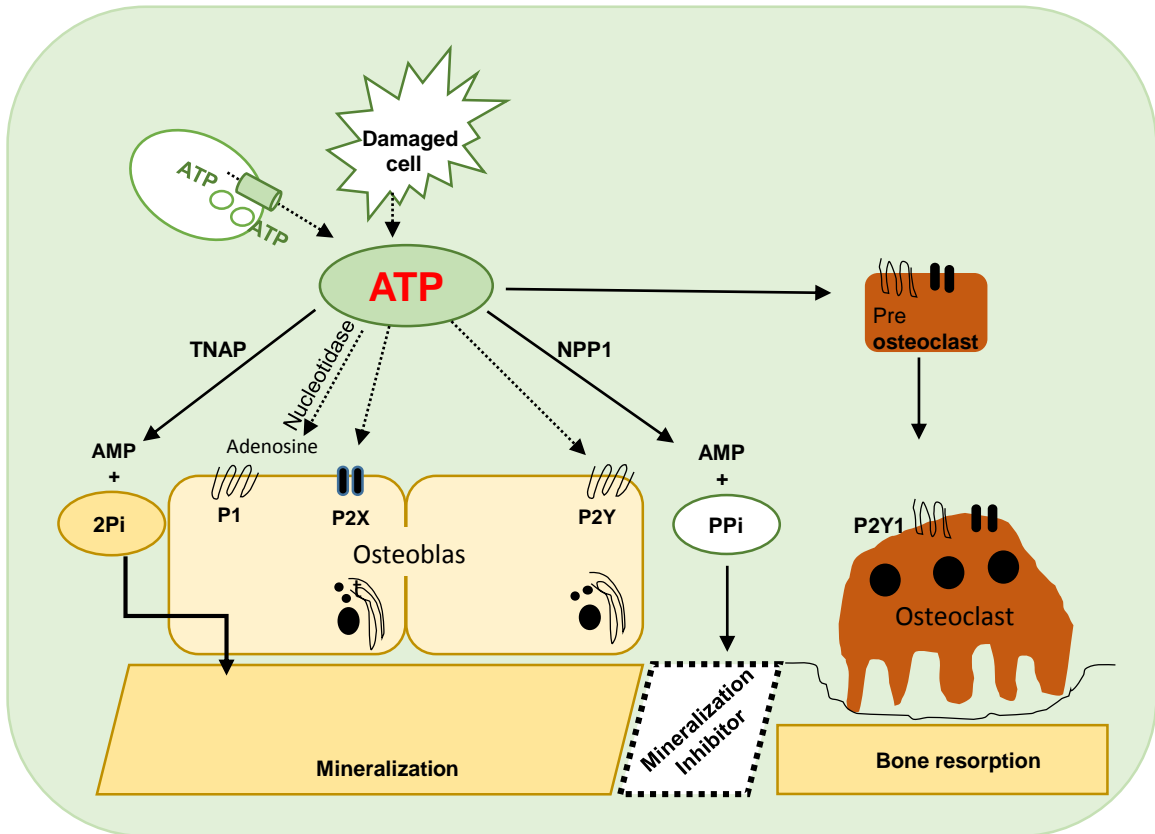 Damaged
cell
ATP
ATP
ATP
TNAP
Nucleotidase
NPP1
Pre
osteoclast
AMP
+
2Pi
Adenosine
P1
P2X
P2Y
Osteoblas
t
AMP
+
PPi
P2Y1
Osteoclast
Mineralization
Mineralization
Inhibitor
Bone resorption